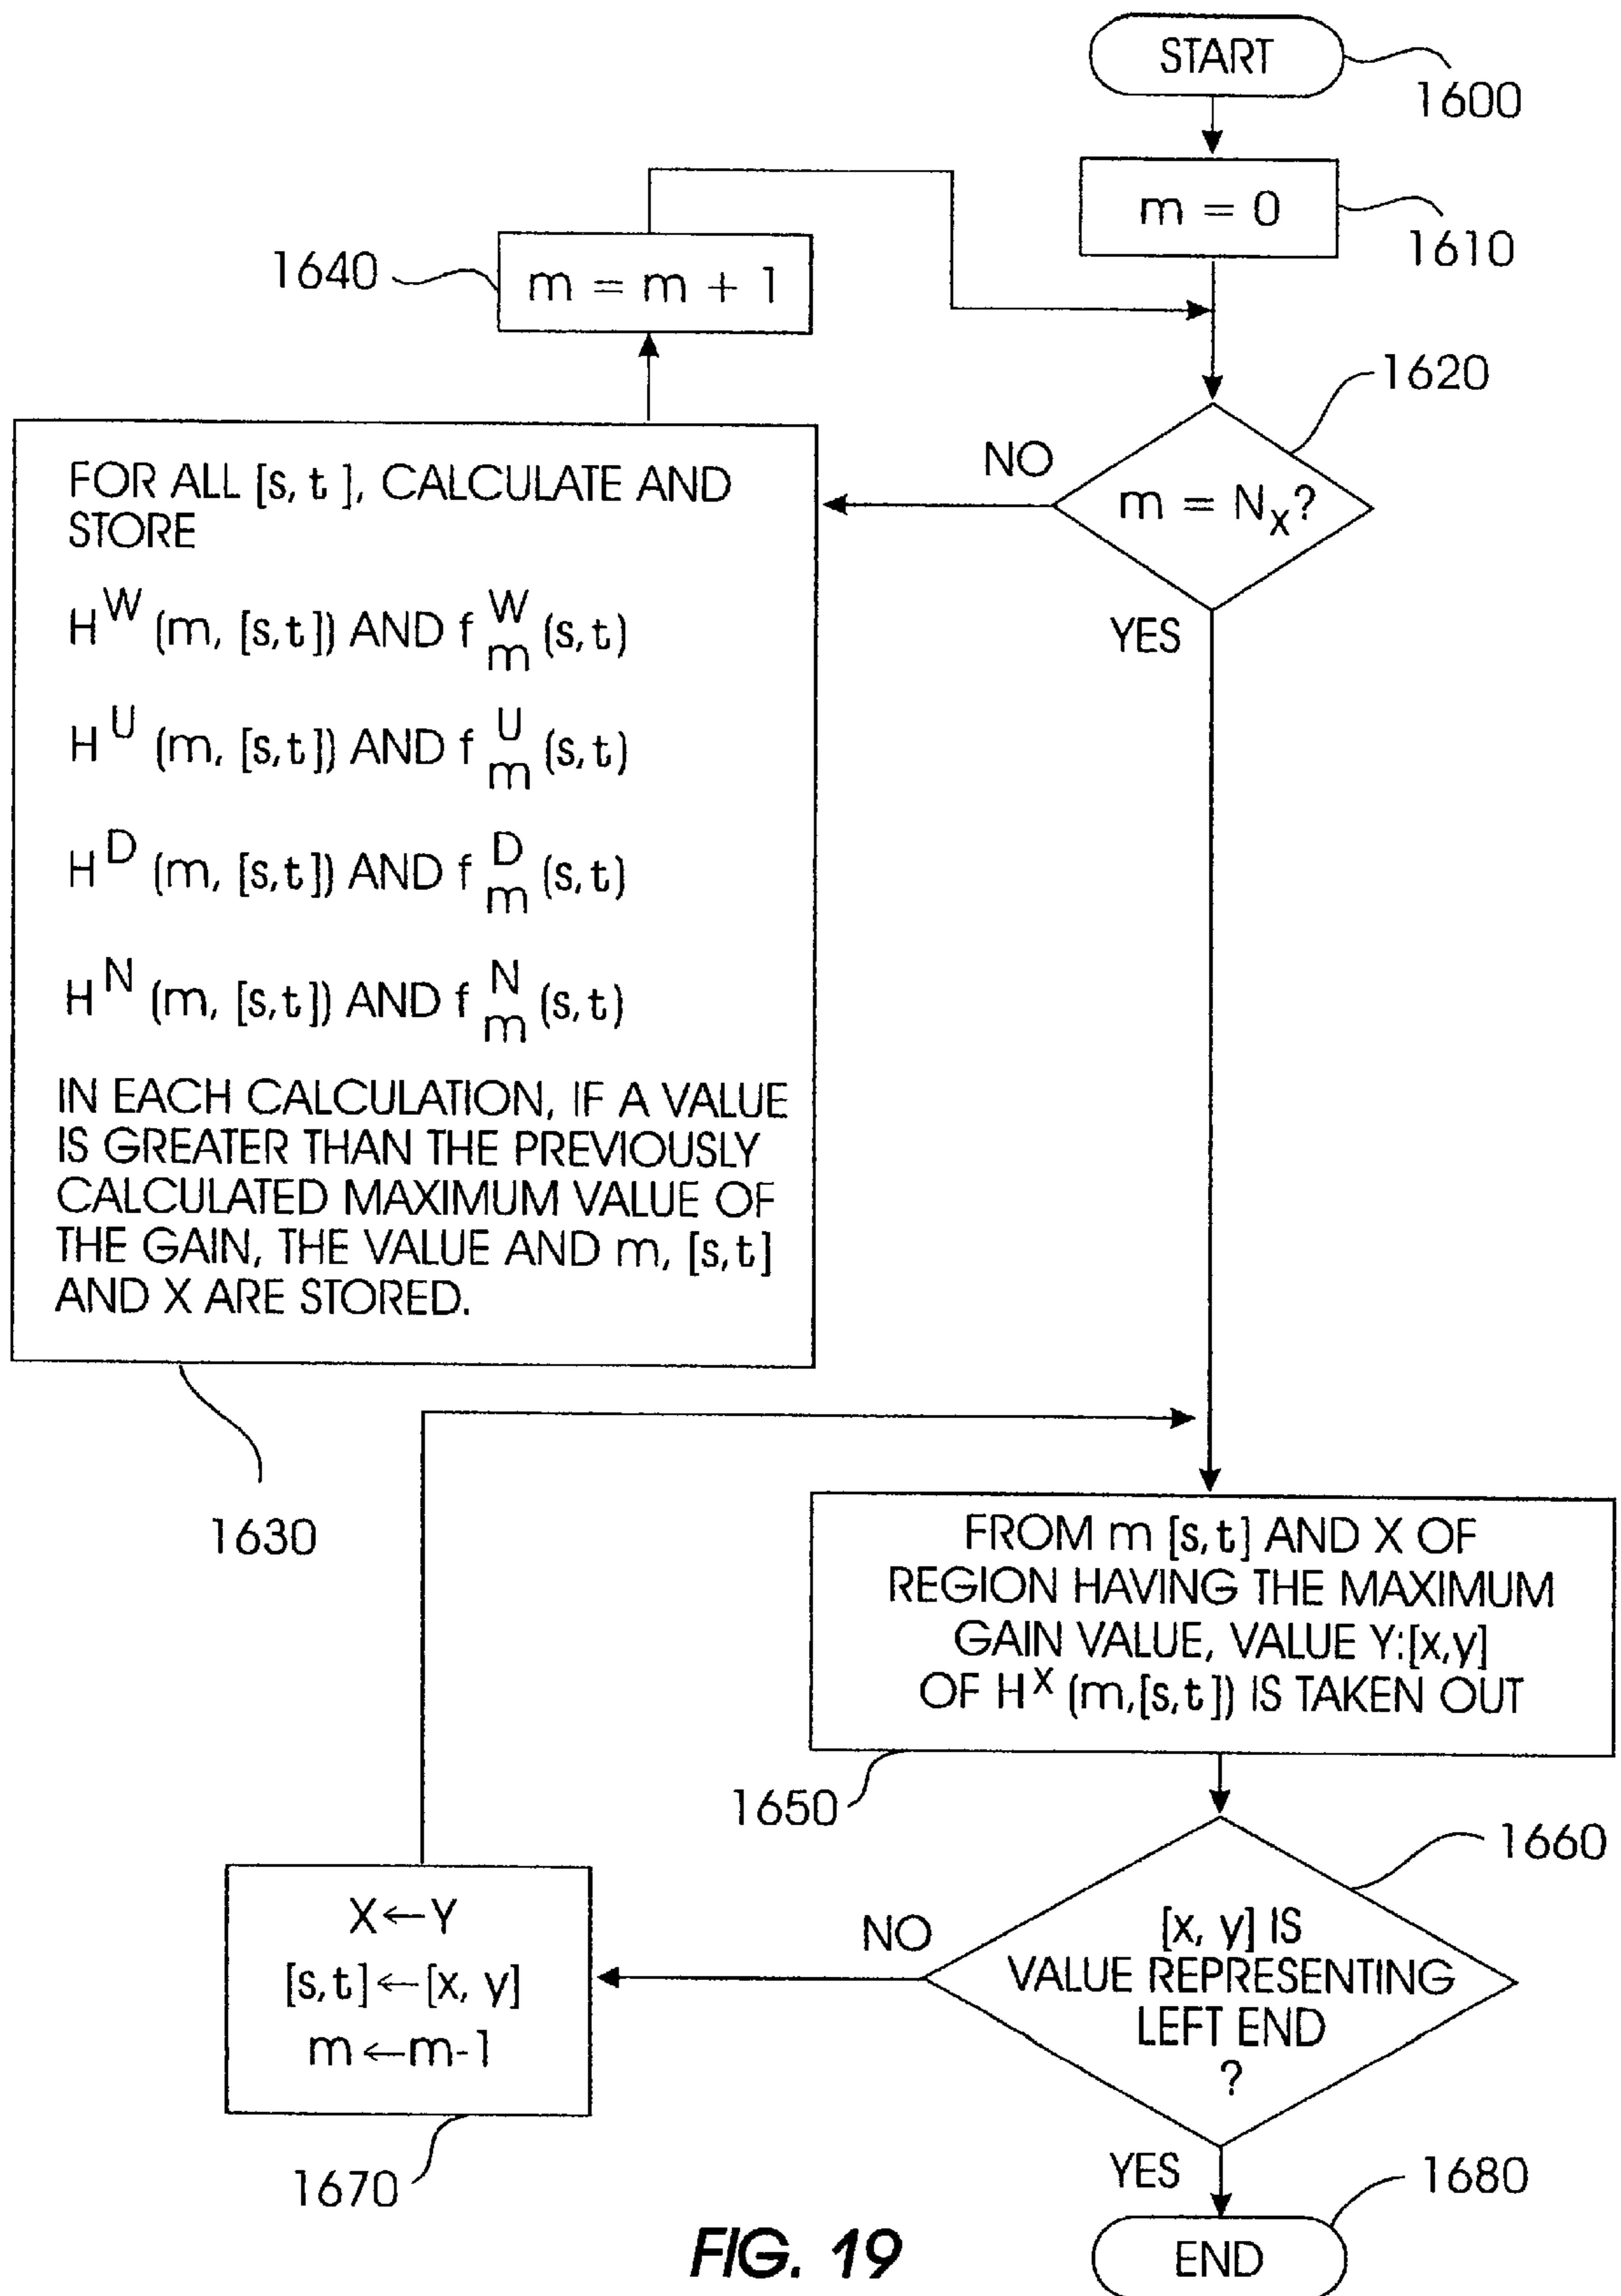 START
1600
m = 0
1610
1640
m = m + 1
1620
NO
m = N_X?
YES
FOR ALL [s, t ], CALCULATE AND
STORE
H^W (m, [s,t]) AND f^W_m (s,t)
H^U (m, [s,t]) AND f^U_m (s,t)
H^D (m, [s,t]) AND f^D_m (s,t)
H^N (m, [s,t]) AND f^N_m (s,t)
IN EACH CALCULATION, IF A VALUE
IS GREATER THAN THE PREVIOUSLY
CALCULATED MAXIMUM VALUE OF
THE GAIN, THE VALUE AND m, [s,t]
AND X ARE STORED.
1630
FROM m [s,t] AND X OF
REGION HAVING THE MAXIMUM
GAIN VALUE, VALUE Y:[x,y]
OF H^X (m,[s,t]) IS TAKEN OUT
1650
1660
[x, y] IS
VALUE REPRESENTING
LEFT END
?
NO
X←Y
[s,t]←[x, y]
m←m-1
1670
YES
1680
END
FIG. 19